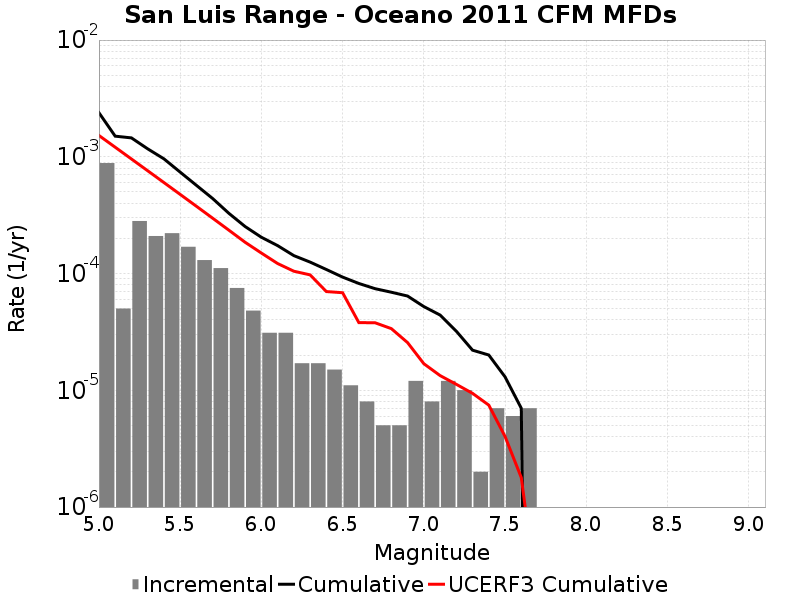 San Luis Range - Oceano 2011 CFM MFDs
10-2
10-3
10-4
10-5
10-6
Rate (1/yr)
5.0 5.5 6.0 6.5 7.0 7.5 8.0 8.5 9.0
Magnitude
Incremental Cumulative UCERF3 Cumulative